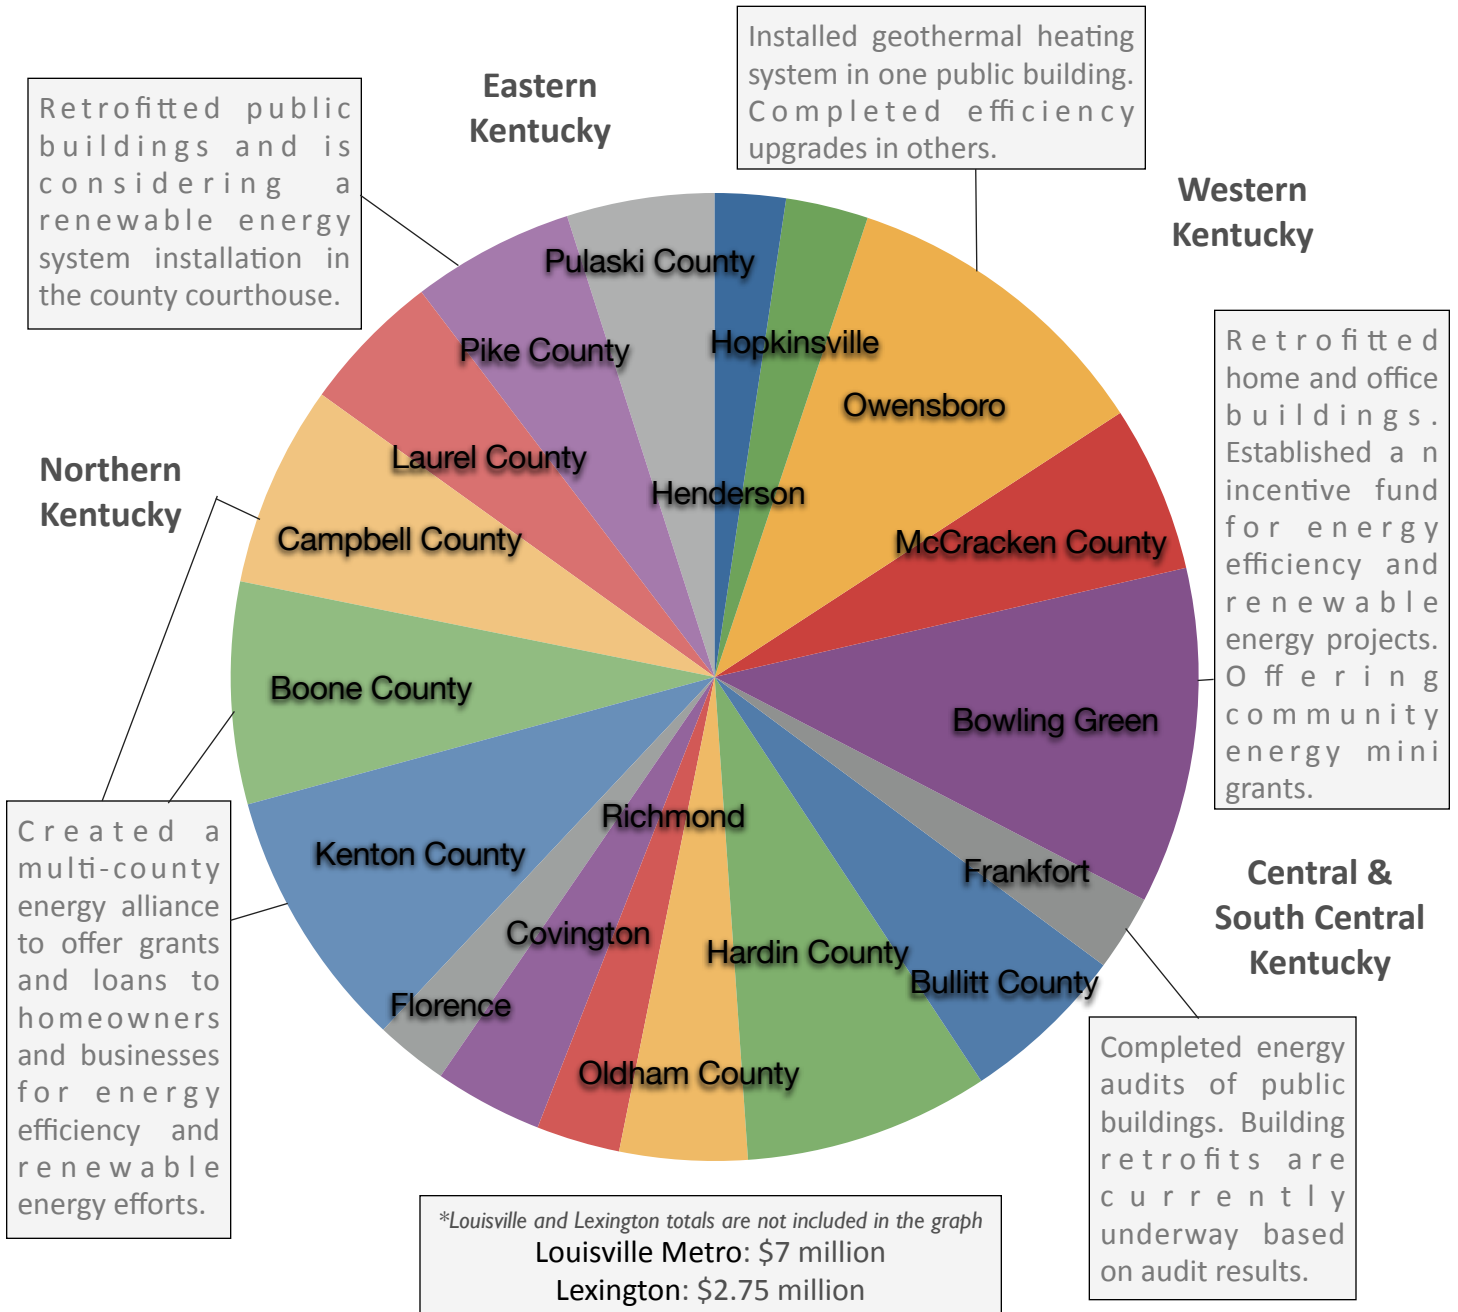 Installed geothermal heating
system in one public building.
Completed efficiency
upgrades in others.
Eastern
Kentucky
Retrofitted public
buildings and is
considering a
renewable energy
system installation in
the county courthouse.
Western
Kentucky
Pulaski County
Hopkinsville
Pike County
Owensboro
Laurel County
Henderson
Northern
Kentucky
Campbell County
McCracken County
Retrofitted
home and office
buildings.
Established a n
incentive fund
for energy
efficiency and
renewable
energy projects.
Offering
community
energy mini
grants.
Boone County
Bowling Green
Richmond
Kenton County
Frankfort
Central &
South Central
Kentucky
Created a
multi-county
energy alliance
to offer grants
and loans to
homeowners
and businesses
for energy
efficiency and
renewable
energy efforts.
Covington
Hardin County
Bullitt County
Florence
Oldham County
Completed energy
audits of public
buildings. Building
retrofits are
currently
underway based
on audit results.
*Louisville and Lexington totals are not included in the graph
Louisville Metro: $7 million
Lexington: $2.75 million